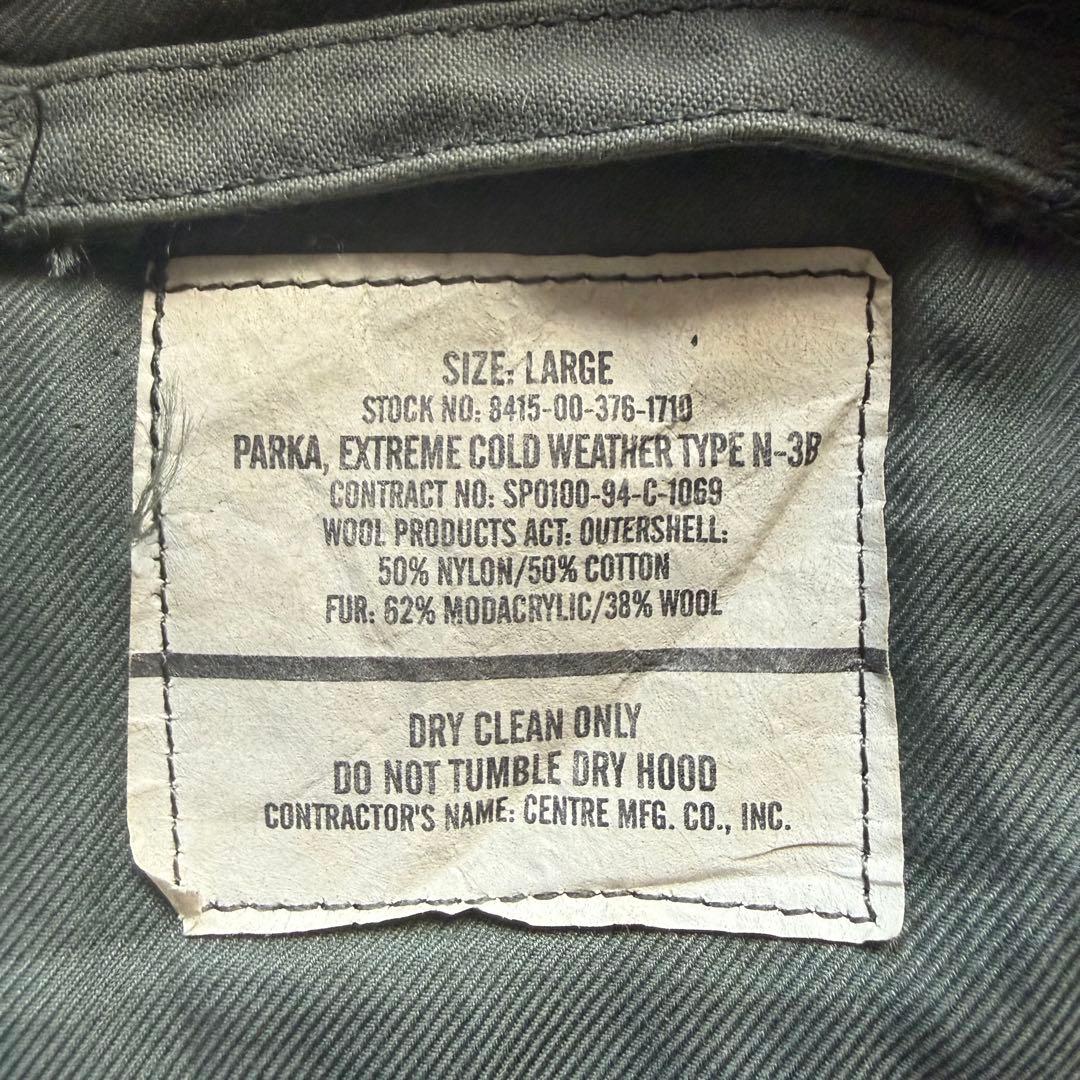 SIZE: LARGE
STOCK NO: 8415-00-376-1710
PARKA, EXTREME COLD WEATHER TYPE N-3B
CONTRACT NO: SP0100-94-C-1069
WOOL PRODUCTS ACT: OUTERSHELL:
50% NYLON/50% COTTON
FUR: 62% MODACRYLIC/38% WOOL
DRY CLEAN ONLY
DO NOT TUMBLE DRY HOOD
CONTRACTOR'S NAME: CENTRE MFG. CO., INC.